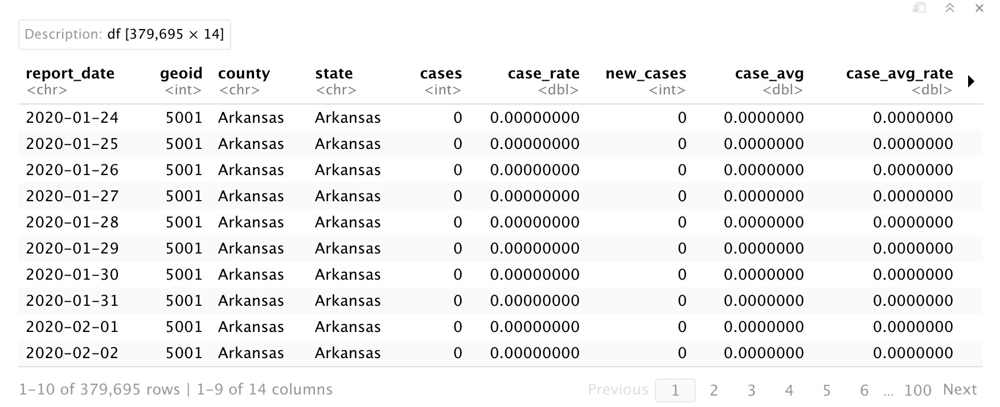 Description: df [379,695 × 14]
report_date geoid county state cases case_rate new_cases case_avg case_avg_rate
<chr> <int> <chr> <chr> <int> <dbl> <int> <dbl> <dbl>
2020-01-24 5001 Arkansas Arkansas 0 0.00000000 0 0.0000000 0.0000000
2020-01-25 5001 Arkansas Arkansas 0 0.00000000 0 0.0000000 0.0000000
2020-01-26 5001 Arkansas Arkansas 0 0.00000000 0 0.0000000 0.0000000
2020-01-27 5001 Arkansas Arkansas 0 0.00000000 0 0.0000000 0.0000000
2020-01-28 5001 Arkansas Arkansas 0 0.00000000 0 0.0000000 0.0000000
2020-01-29 5001 Arkansas Arkansas 0 0.00000000 0 0.0000000 0.0000000
2020-01-30 5001 Arkansas Arkansas 0 0.00000000 0 0.0000000 0.0000000
2020-01-31 5001 Arkansas Arkansas 0 0.00000000 0 0.0000000 0.0000000
2020-02-01 5001 Arkansas Arkansas 0 0.00000000 0 0.0000000 0.0000000
2020-02-02 5001 Arkansas Arkansas 0 0.00000000 0 0.0000000 0.0000000
1-10 of 379,695 rows | 1-9 of 14 columns Previous 1 2 3 4 5 6 ... 100 Next